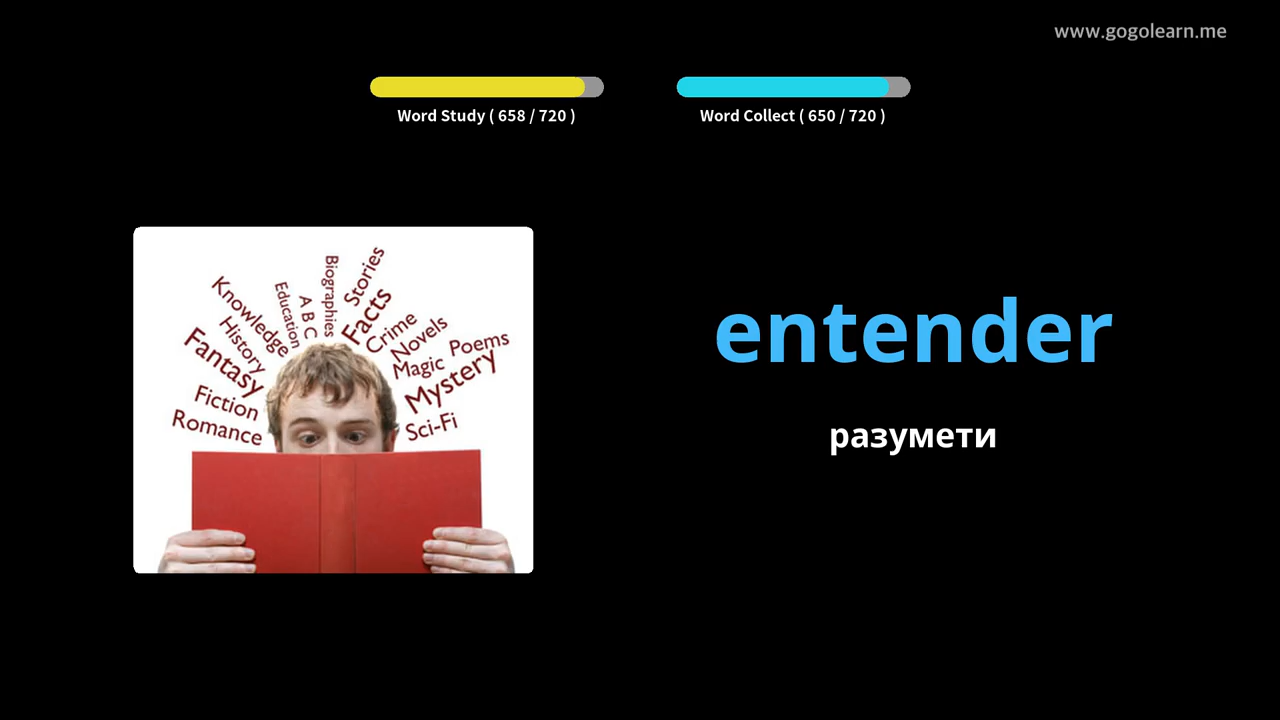 www.gogolearn.me
Word Study ( 658 / 720 )
Word Collect ( 650 / 720 )
Knowledge
Education
A B C
Biographies
Stories
Facts
Crime
Novels
Poems
History
Fantasy
Magic
Mystery
Fiction
Romance
Sci-Fi
entender
разумети